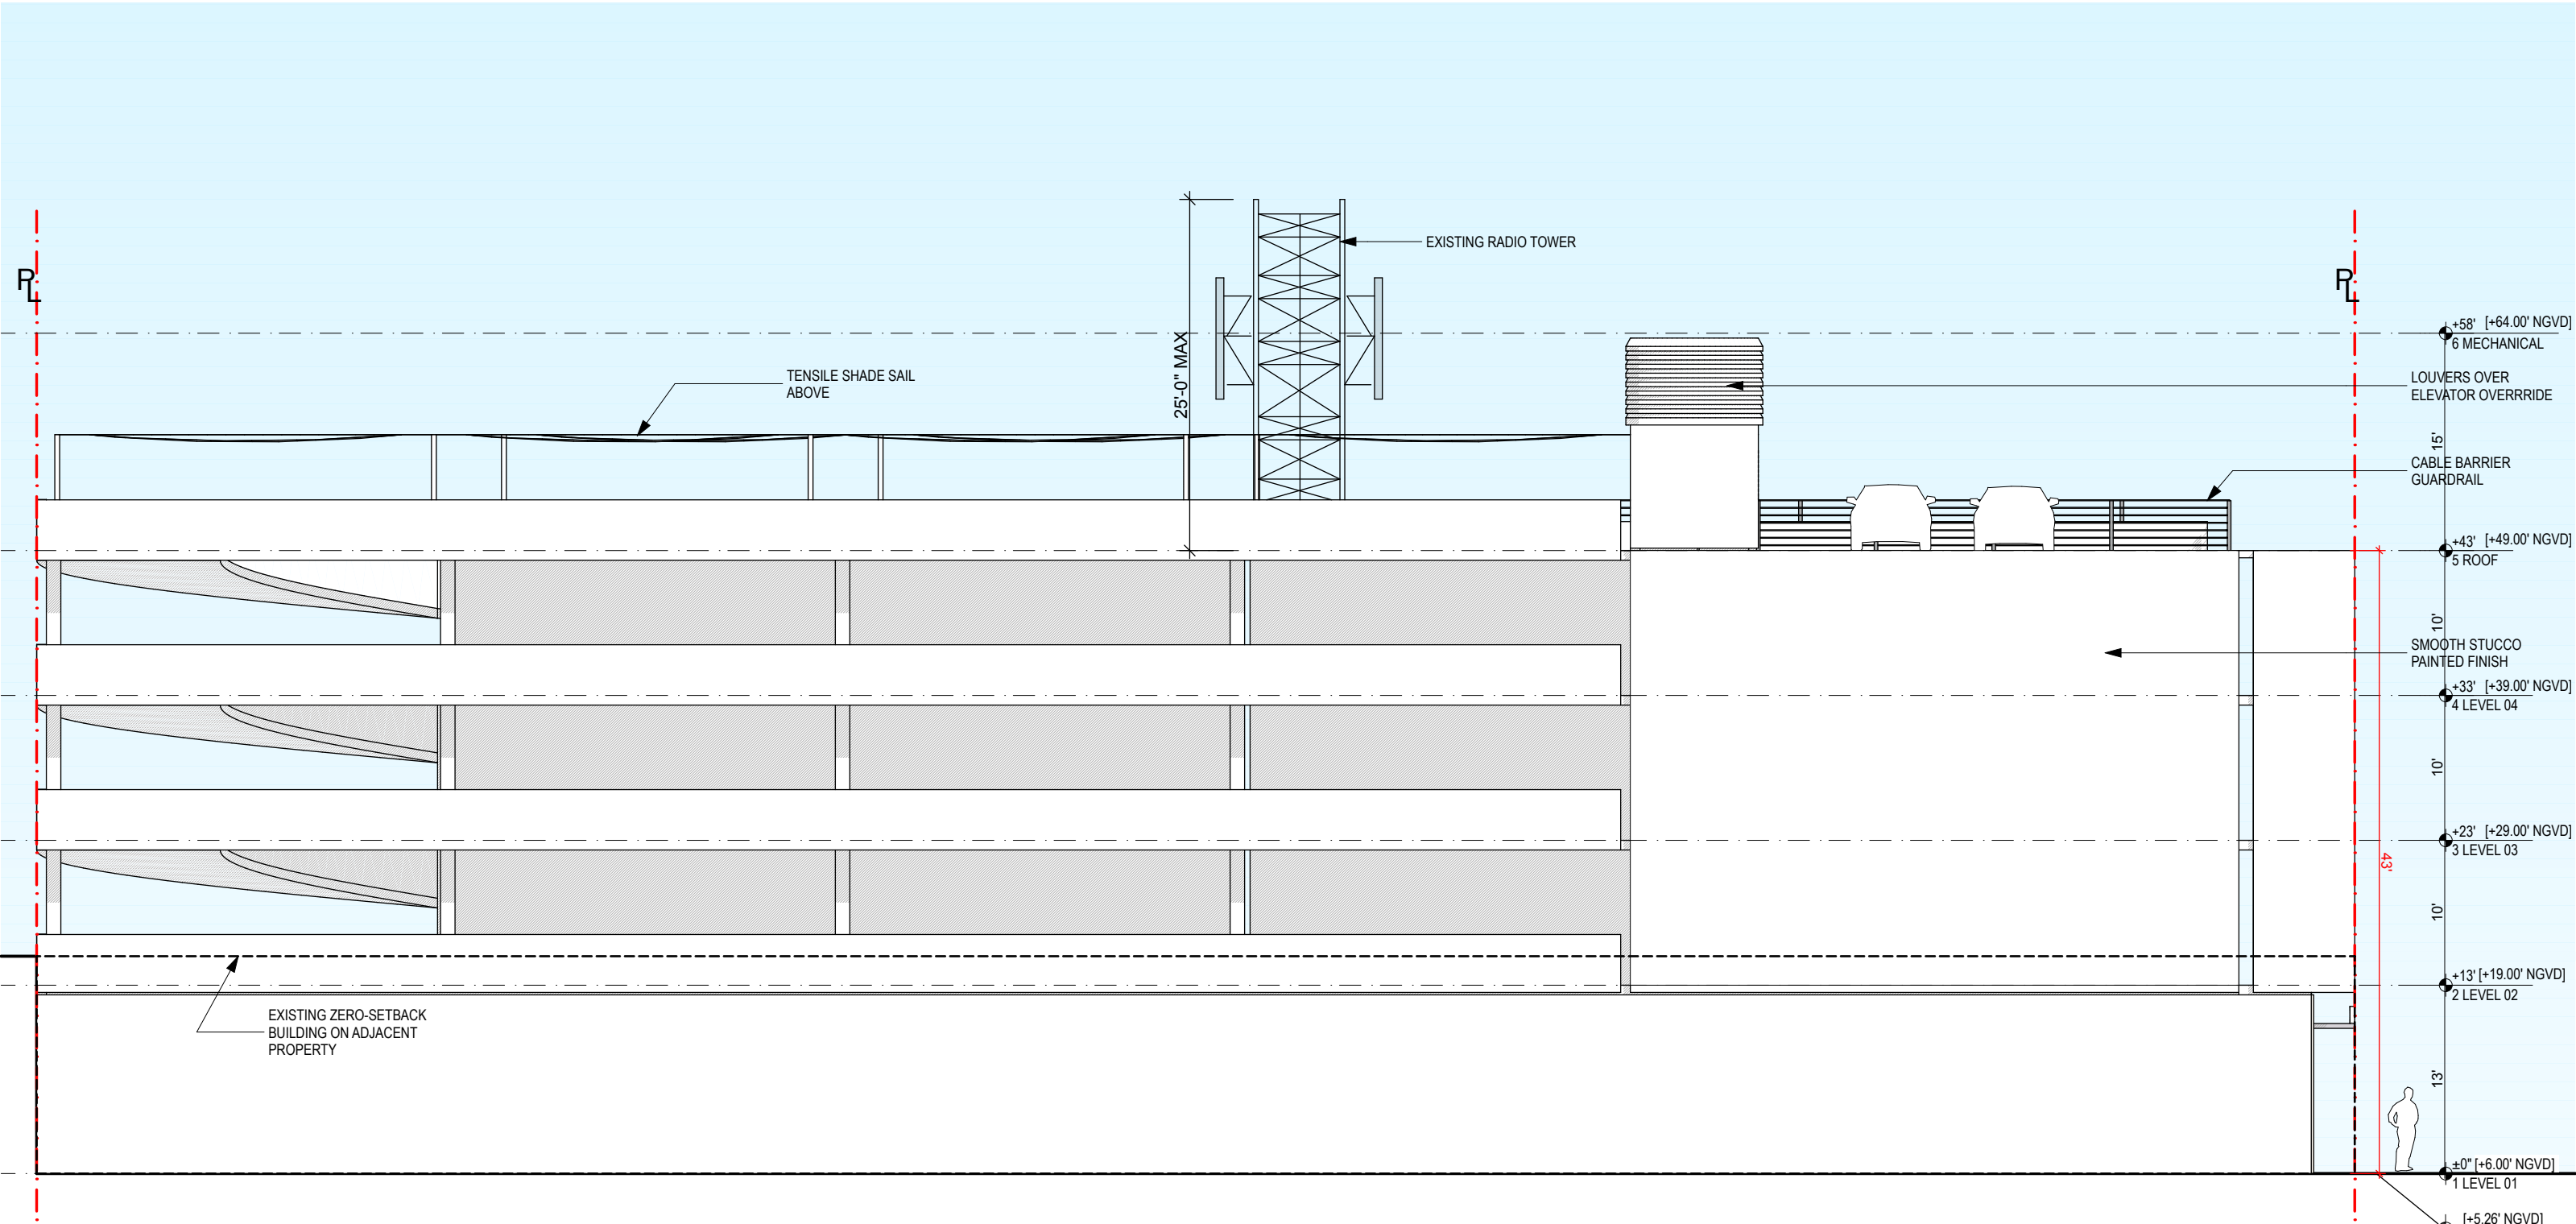 EXISTING RADIO TOWER
PL
PL
+58' [+64.00' NGVD]
6 MECHANICAL
25'-0" MAX
TENSILE SHADE SAIL
ABOVE
LOUVERS OVER
ELEVATOR OVERRRIDE
15'
CABLE BARRIER
GUARDRAIL
+43' [+49.00' NGVD]
5 ROOF
10'
SMOOTH STUCCO
PAINTED FINISH
+33' [+39.00' NGVD]
4 LEVEL 04
10'
+23' [+29.00' NGVD]
3 LEVEL 03
43'
10'
+13' [+19.00' NGVD]
2 LEVEL 02
EXISTING ZERO-SETBACK
BUILDING ON ADJACENT
PROPERTY
13'
±0" [+6.00' NGVD]
1 LEVEL 01
[+5.26' NGVD]